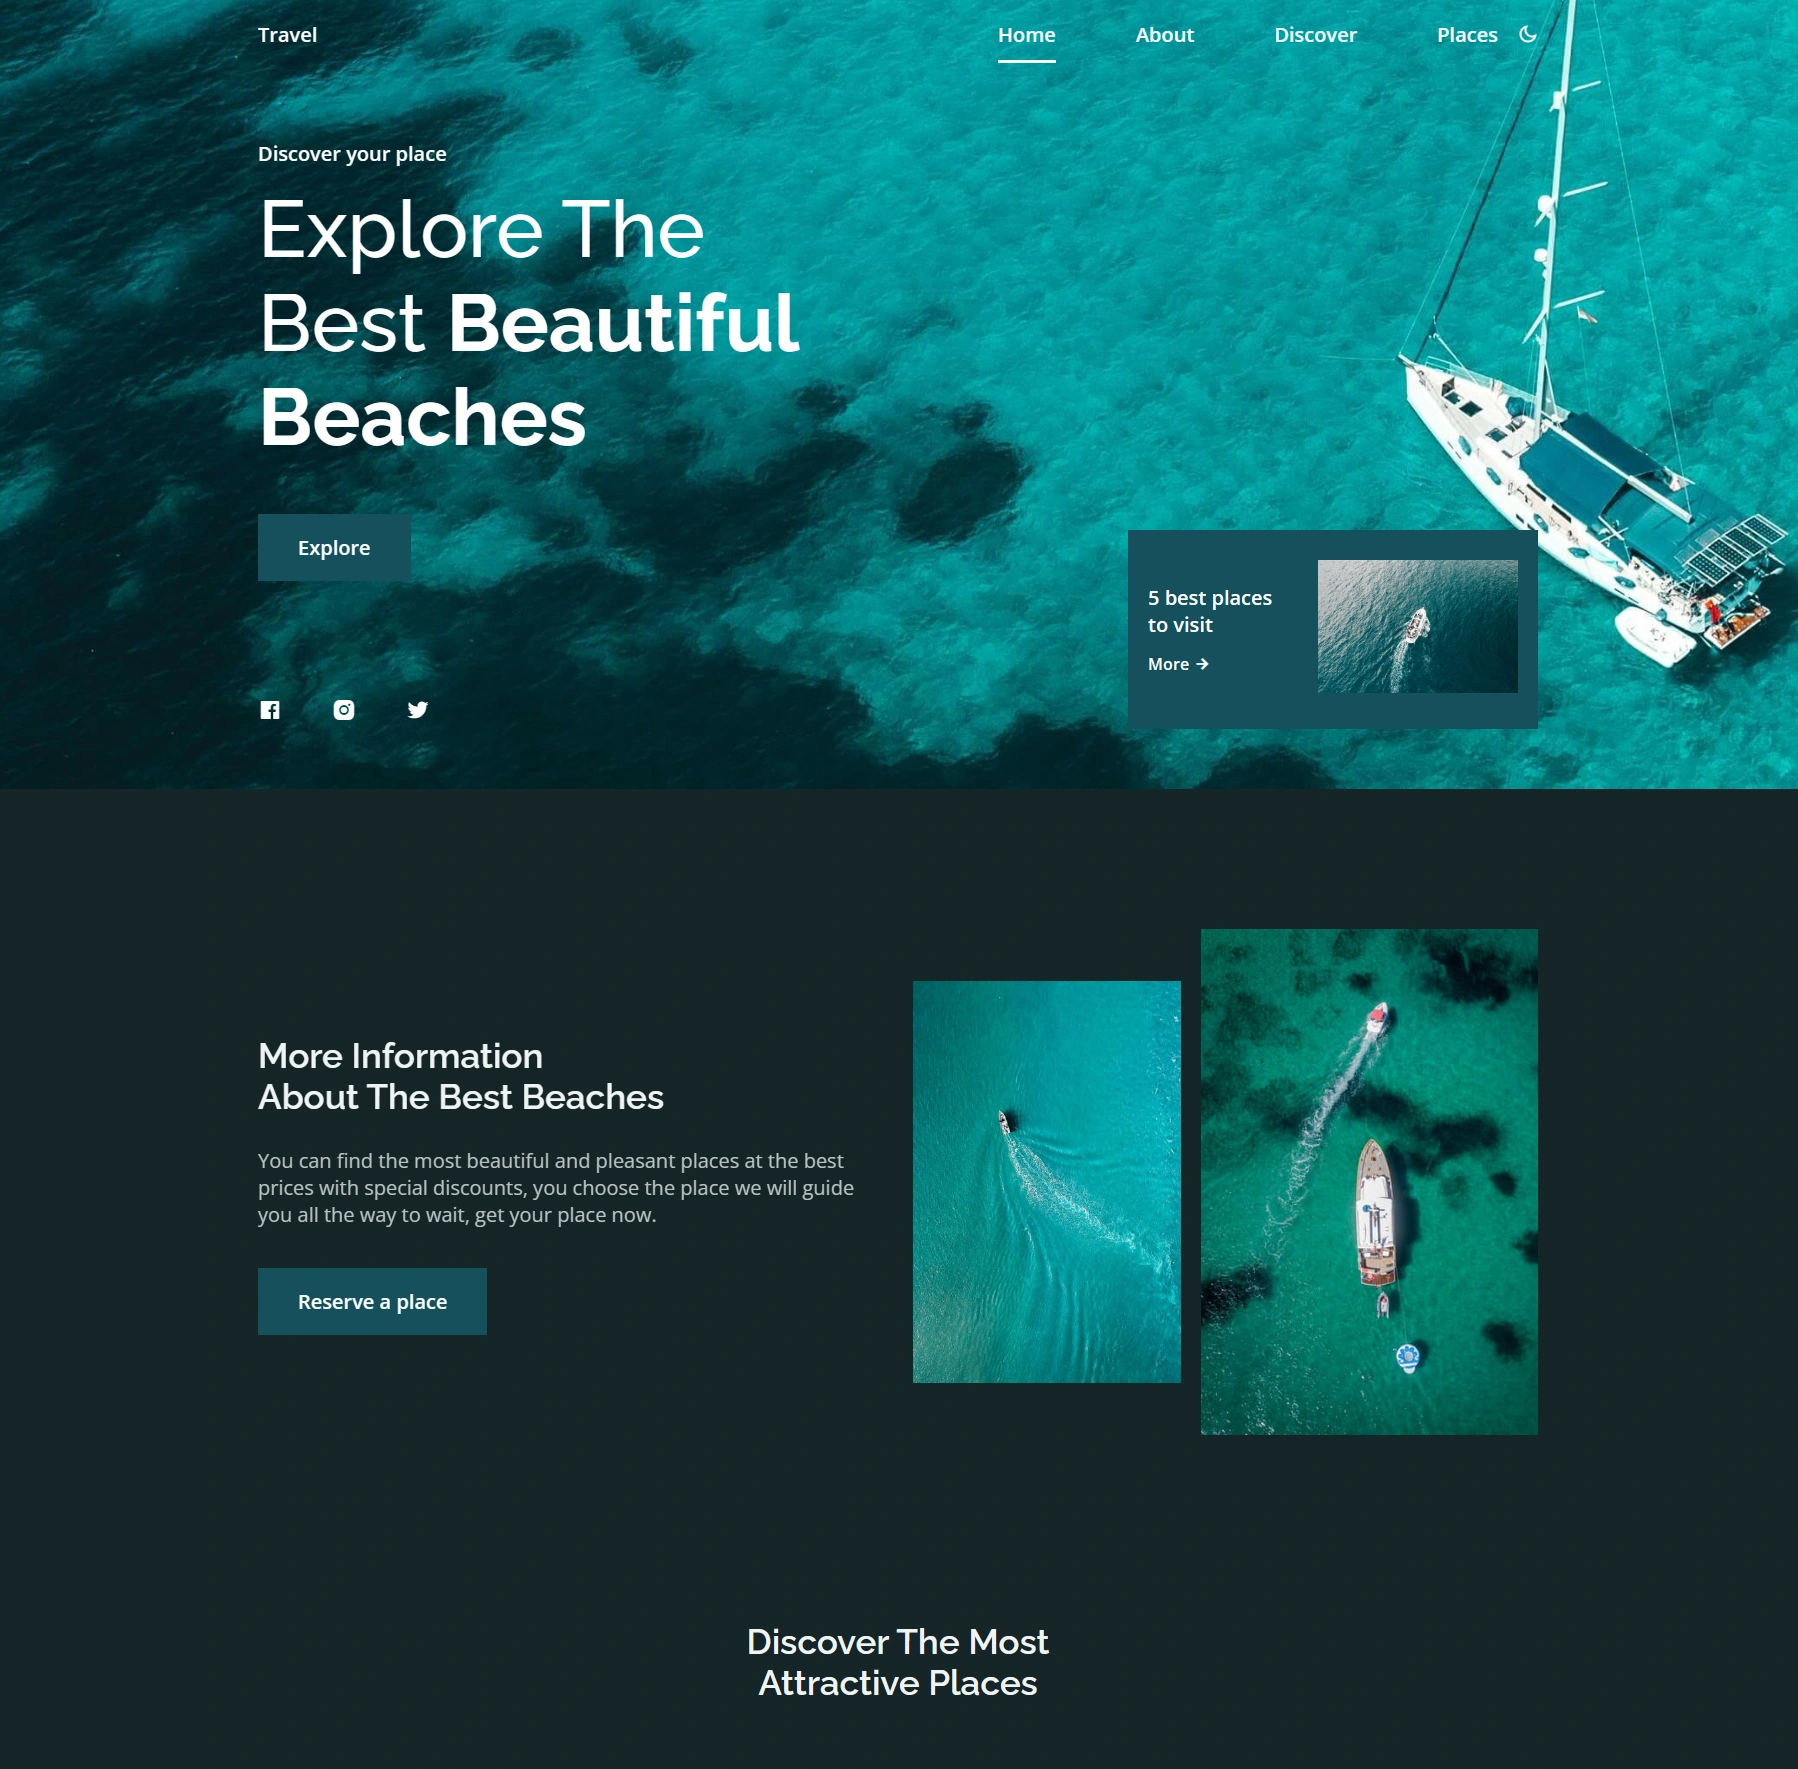 Travel
Home
About
Discover
Places
Discover your place
Explore The
Best Beautiful
Beaches
Explore
5 best places
to visit
More
More Information
About The Best Beaches
You can find the most beautiful and pleasant places at the best
prices with special discounts, you choose the place we will guide
you all the way to wait, get your place now.
Reserve a place
Discover The Most
Attractive Places